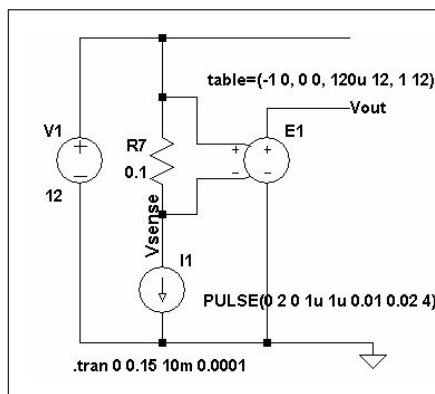 table=(-1 0, 0 0, 120u 12, 1 12)
Vout
V1
R7
E1
0.1
12
Vsense
I1
PULSE(0 2 0 1u 1u 0.01 0.02 4)
.tran 0 0.15 10m 0.0001